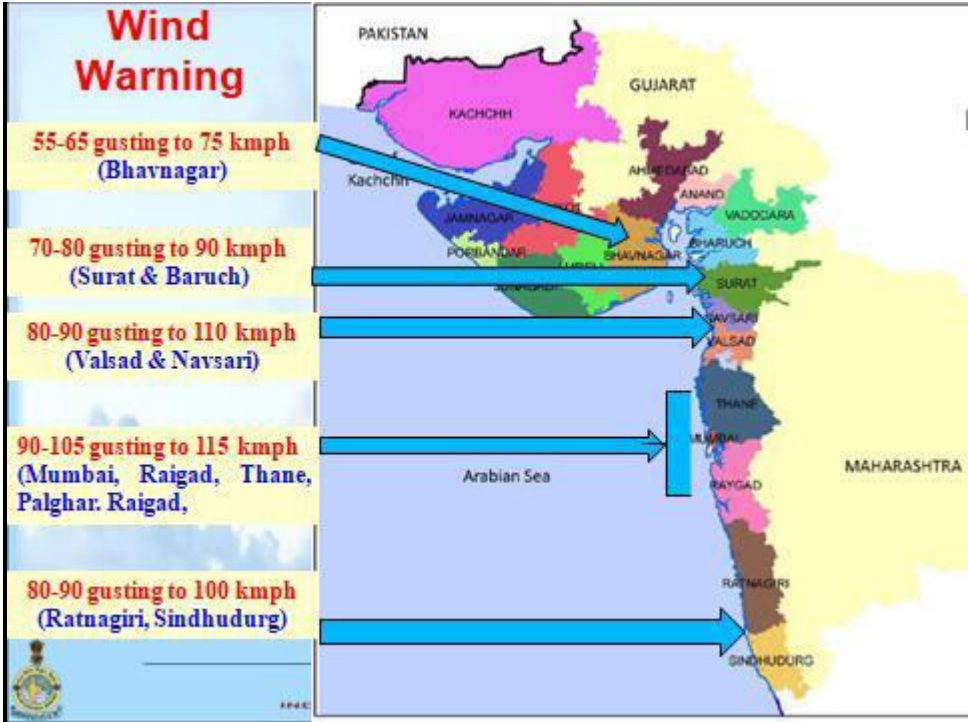 Wind
Warning
55-65 gusting to 75 kmph
(Bhavnagar)
70-80 gusting to 90 kmph
(Surat & Baruch)
80-90 gusting to 110 kmph
(Valsad & Navsari)
90-105 gusting to 115 kmph
(Mumbai, Raigad, Thane,
Palghar. Raigad,
80-90 gusting to 100 kmph
(Ratnagiri, Sindhudurg)
PAKISTAN
GUJARAT
KACHCHH
Kachchh
AHMEDABAD
ANAND
VADODARA
JAMNAGAR
PORBANDAR
BHAVNAGAR
BHARUCH
SURAT
NAVSARI
VALSAD
THANE
MUMBAI
Arabian Sea
MAHARASHTRA
RAYGAD
RATNAGIRI
SINDHUDURG